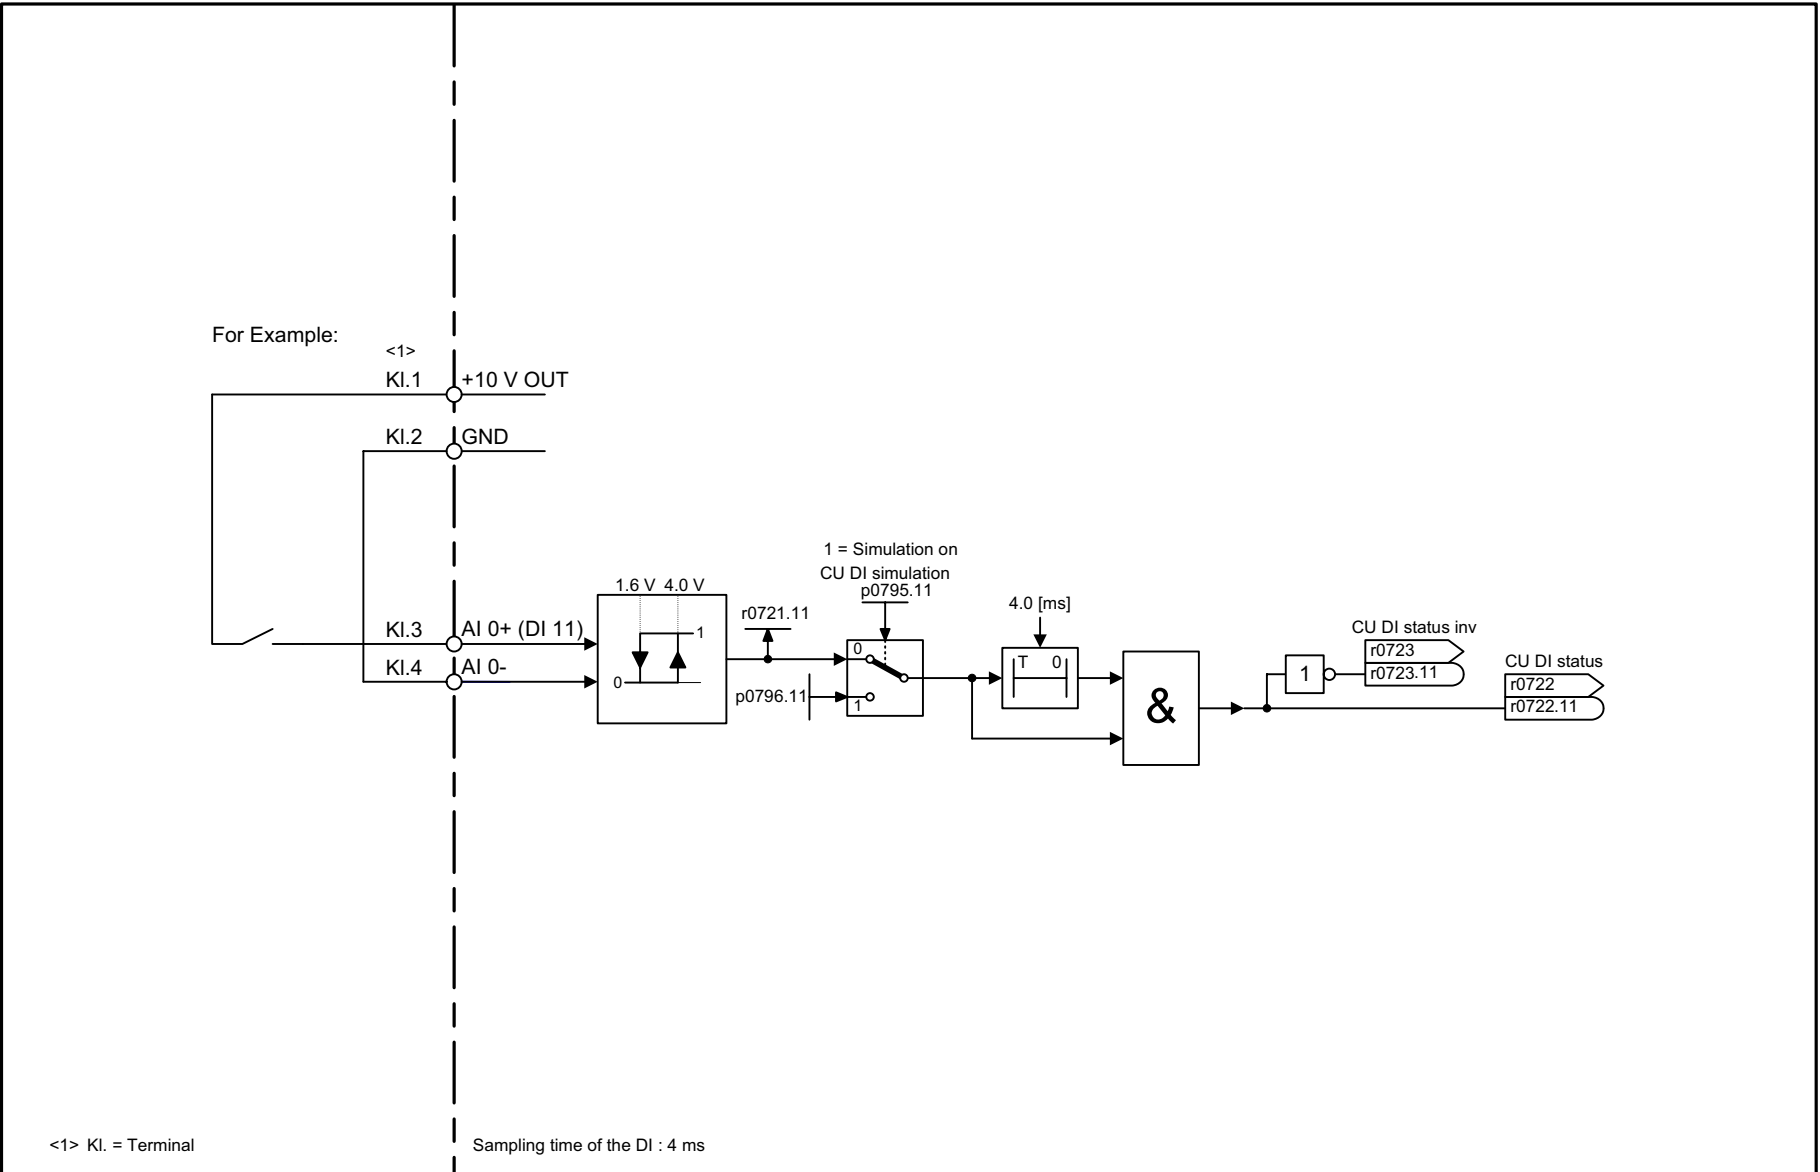 For Example:
<1>
Kl.1 +10 V OUT
Kl.2 GND
1 = Simulation on
CU DI simulation
p0795.11
1.6 V 4.0 V
4.0 [ms]
r0721.11
Kl.3 AI 0+ (DI 11)
1
0
T 0
CU DI status inv
r0723
r0723.11
1
CU DI status
r0722
r0722.11
Kl.4 AI 0-
0
p0796.11
1
&
<1> Kl. = Terminal
Sampling time of the DI : 4 ms